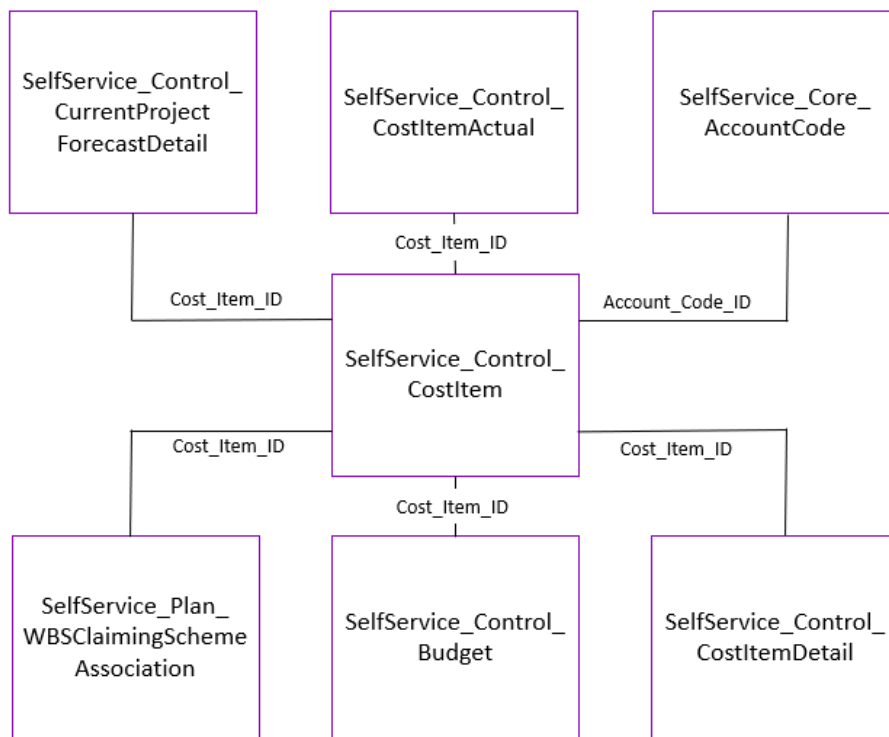 SelfService_Control_
CurrentProject
ForecastDetail
SelfService_Control_
CostItemActual
SelfService_Core_
AccountCode
Cost_Item_ID
Cost_Item_ID
Account_Code_ID
SelfService_Control_
CostItem
Cost_Item_ID
Cost_Item_ID
Cost_Item_ID
SelfService_Plan_
WBSClaimingScheme
Association
SelfService_Control_
Budget
SelfService_Control_
CostItemDetail